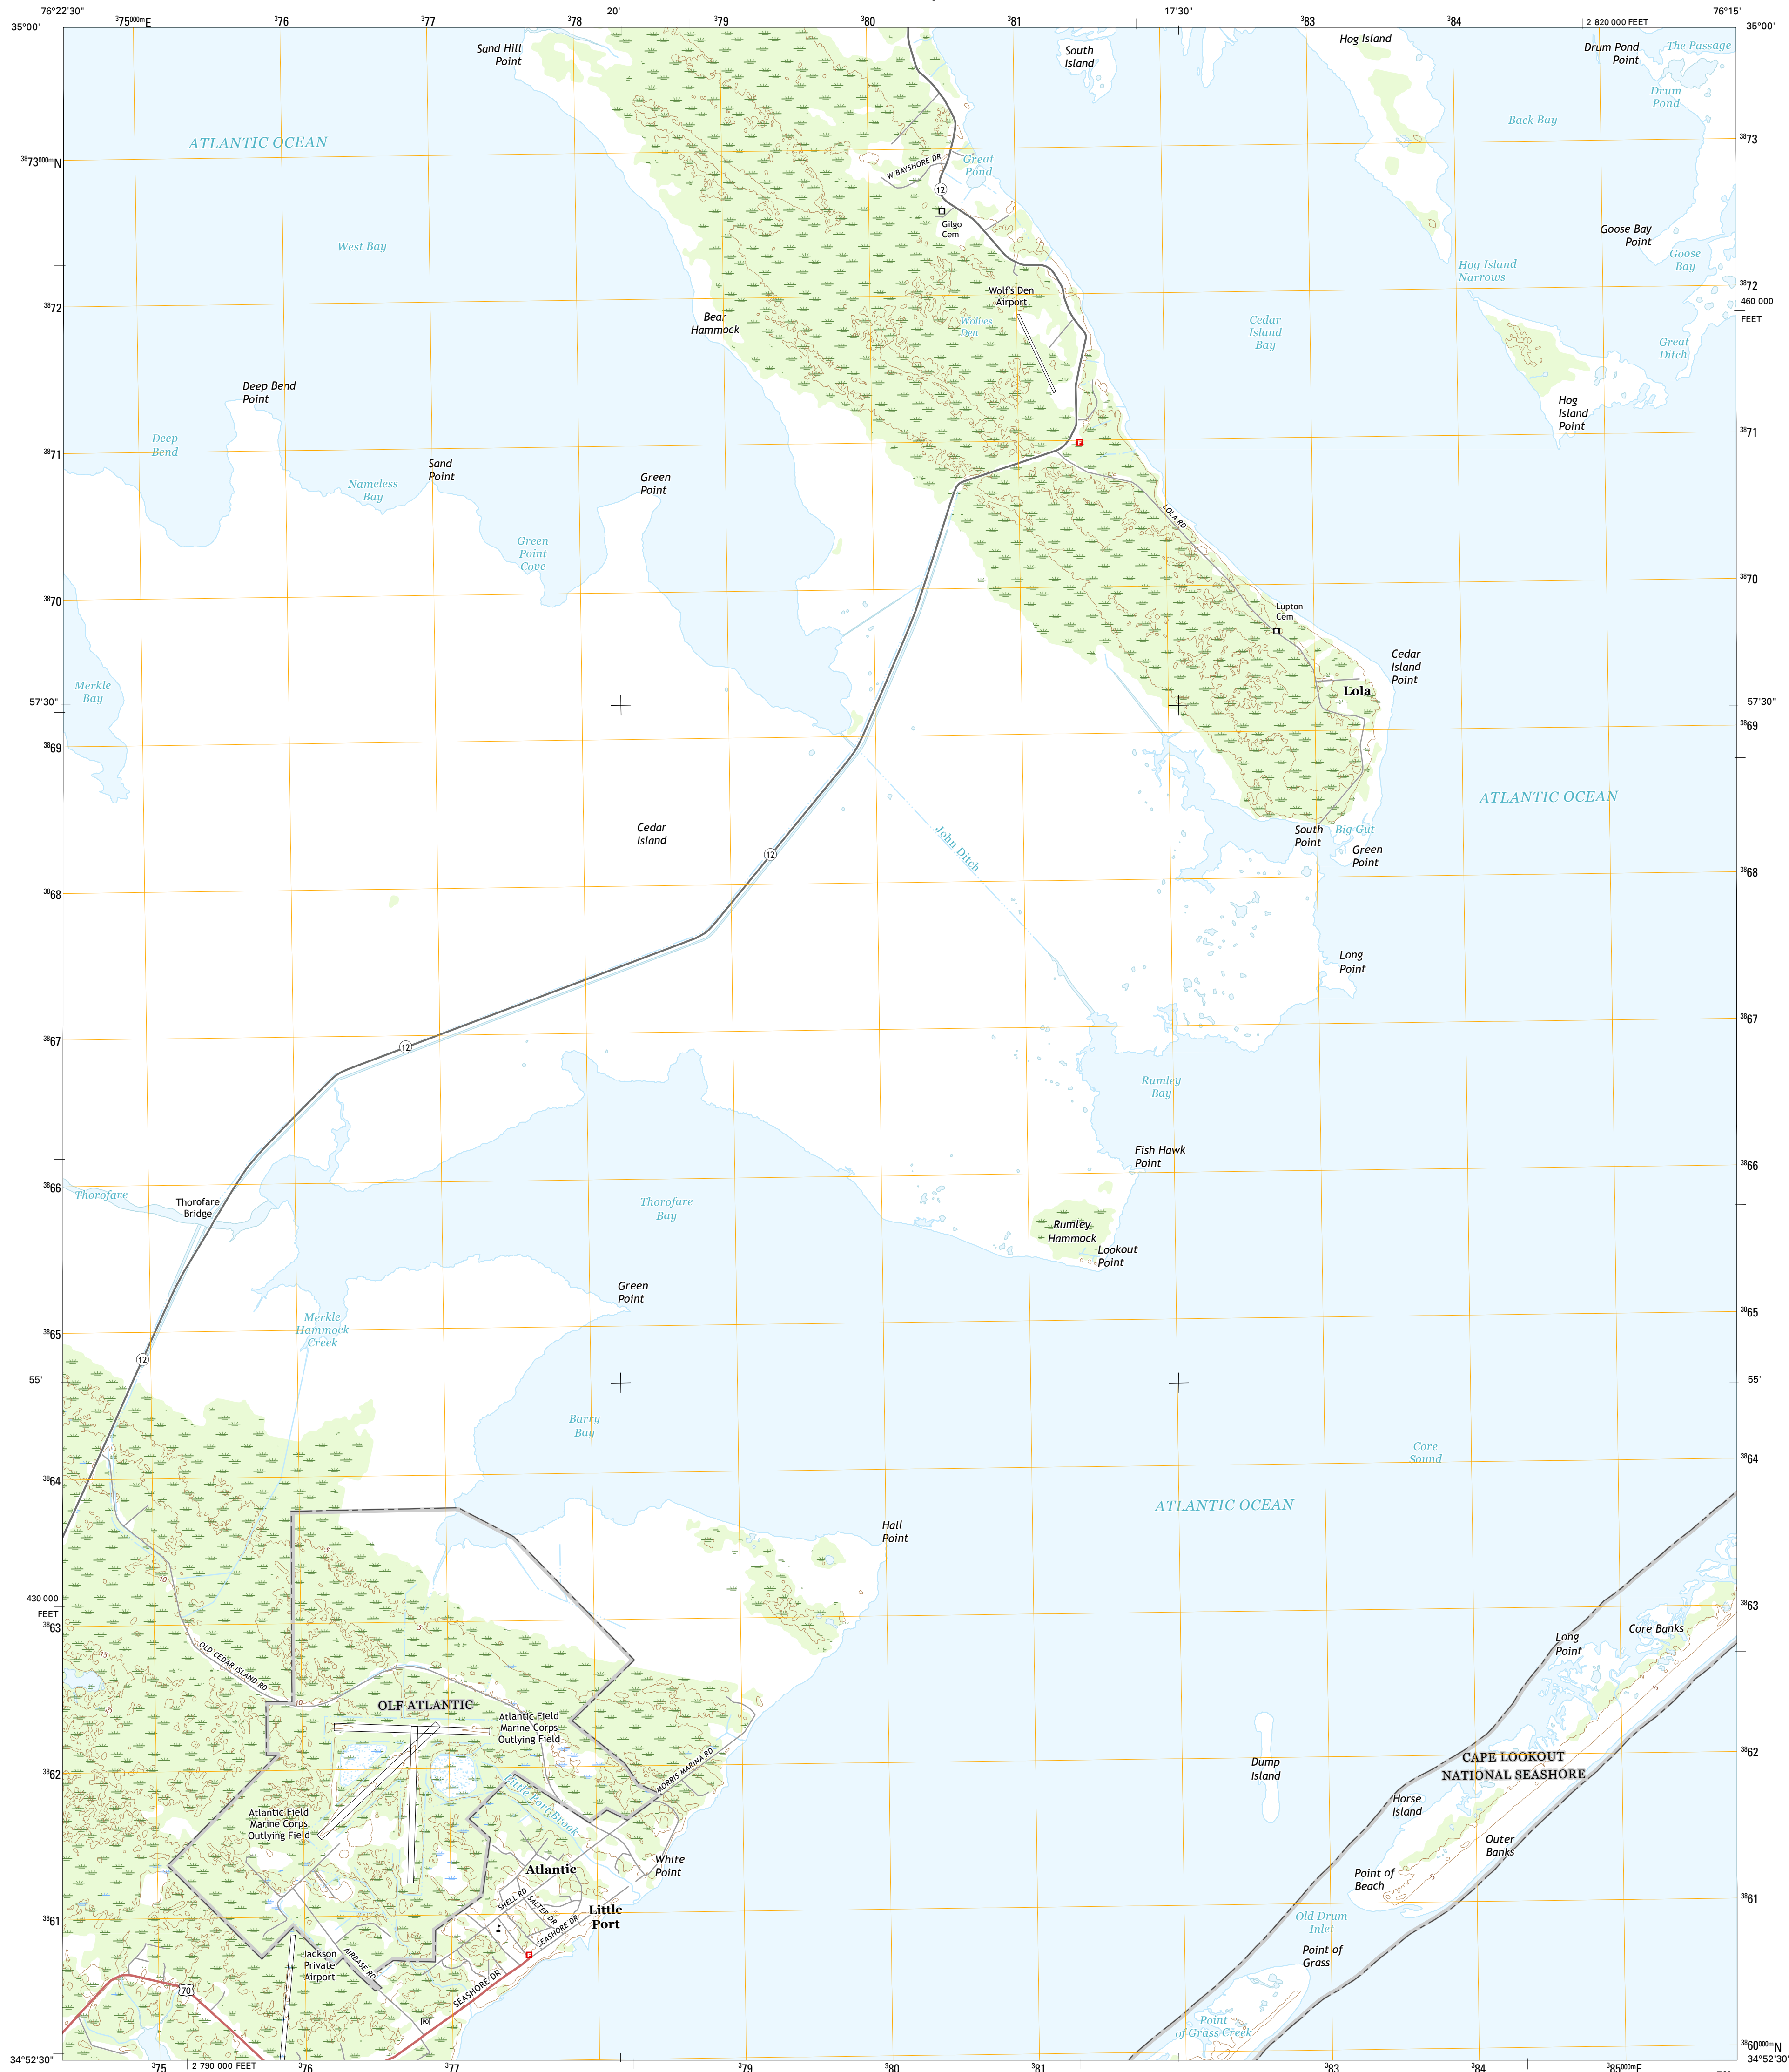 76°22'30"
³75⁰⁰⁰ᵐE
³76
³77
³78
20'
³79
³80
³81
17'30"
³83
³84
2 820 000 FEET
76°15'
35°00'
35°00'
Sand Hill
Point
South
Island
Hog Island
Drum Pond
Point
The Passage
Drum
Pond
Back Bay
ATLANTIC OCEAN
³⁸73⁰⁰⁰ᵐN
³⁸73
W BAYSHORE DR
Great
Pond
12
Gilgo
Cem
Goose Bay
Point
Goose
Bay
West Bay
Hog Island
Narrows
³⁸72
³⁸72
460 000
FEET
Wolf's Den
Airport
Wolves
Den
Bear
Hammock
Cedar
Island
Bay
Great
Ditch
Deep Bend
Point
Hog
Island
Point
Deep
Bend
³⁸71
³⁸71
F
Sand
Point
Nameless
Bay
Green
Point
LOLA RD
Green
Point
Cove
³⁸70
³⁸70
Lupton
Cem
Cedar
Island
Point
Lola
Merkle
Bay
57'30"
57'30"
³⁸69
³⁸69
ATLANTIC OCEAN
Cedar
Island
12
John Ditch
South
Point
Big Gut
Green
Point
³⁸68
³⁸68
Long
Point
³⁸67
³⁸67
12
Rumley
Bay
Fish Hawk
Point
³⁸66
³⁸66
Thorofare
Thorofare
Bridge
Thorofare
Bay
Rumley
Hammock
Lookout
Point
Green
Point
Merkle
Hammock
Creek
³⁸65
³⁸65
12
55'
55'
Barry
Bay
Core
Sound
³⁸64
³⁸64
ATLANTIC OCEAN
Hall
Point
5
10
430 000
FEET
³⁸63
³⁸63
5
15
Long
Point
Core Banks
OLD CEDAR ISLAND RD
10
15
5
OLF ATLANTIC
Atlantic Field
Marine Corps
Outlying Field
MORRIS MARINA RD
³⁸62
³⁸62
Dump
Island
CAPE LOOKOUT
NATIONAL SEASHORE
Little Port Brook
Horse
Island
Atlantic Field
Marine Corps
Outlying Field
Outer
Banks
White
Point
Atlantic
Point of
Beach
5
SHELL RD
SALTER DR
SEASHORE DR
Little
Port
³⁸61
³⁸61
Old Drum
Inlet
F
AIRBASE RD
Jackson
Private
Airport
Point of
Grass
70
SEASHORE DR
PO
Point
of Grass Creek
³⁸60⁰⁰⁰ᵐN
34°52'30"
34°52'30"
³75
2 790 000 FEET
³76
³77
³79
³80
³81
³83
³84
³85⁰⁰⁰ᵐE